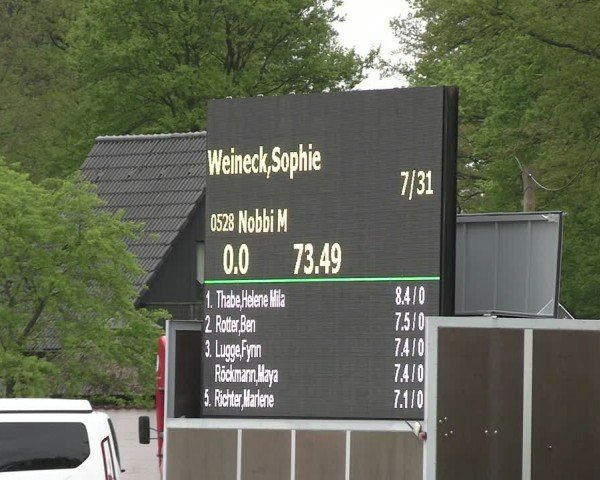 Weineck,Sophie
7/31
0528 Nobbi M
0.0 73.49
1. Thabe,Helene Mila 8.4/0
2. Rotter,Ben 7.5/0
3. Lugge,Fynn 7.4/0
Röckmann,Maya 7.4/0
5. Richter,Marlene 7.1/0